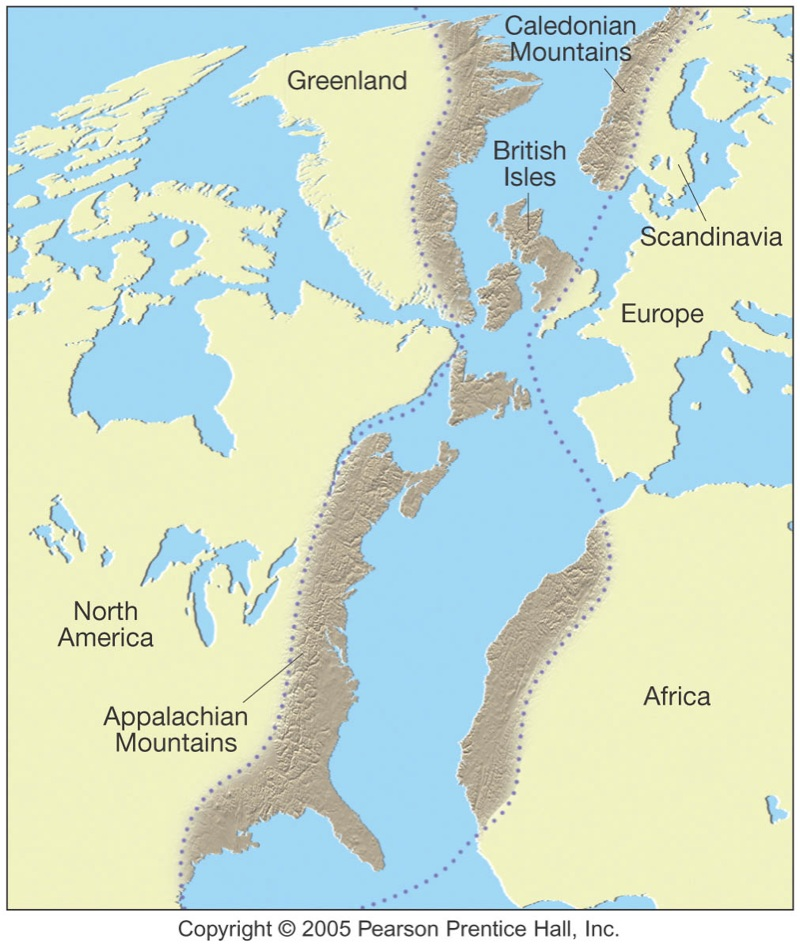 Caledonian
Mountains
Greenland
British
Isles
Scandinavia
Europe
North
America
Africa
Appalachian
Mountains
Copyright © 2005 Pearson Prentice Hall, Inc.